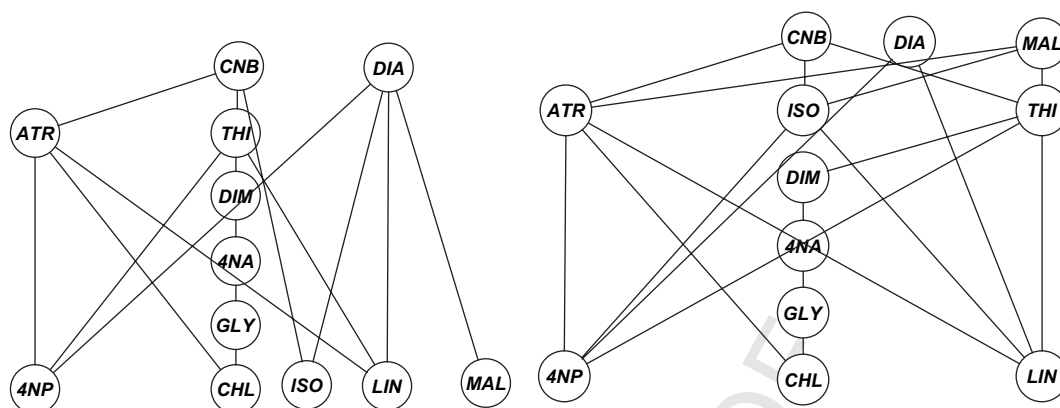 CNB
DIA
ATR
THI
DIM
4NA
GLY
4NP
CHL
ISO
LIN
MAL
CNB
DIA
MAL
ATR
ISO
THI
DIM
4NA
GLY
4NP
CHL
LIN